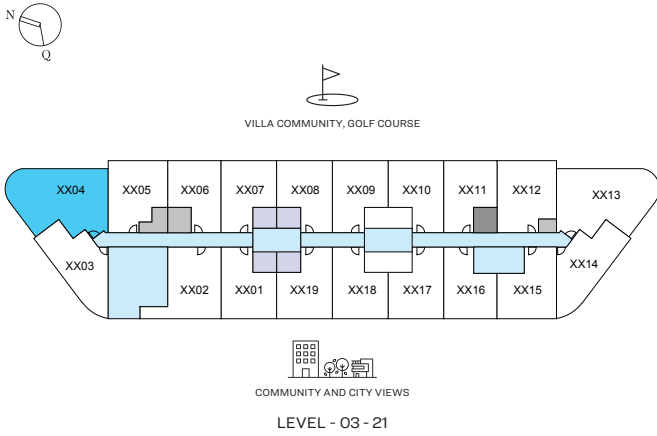 N
Q
VILLA COMMUNITY, GOLF COURSE
XX04 XX05 XX06 XX07 XX08 XX09 XX10 XX11 XX12 XX13
XX03 XX14
XX02 XX01 XX19 XX18 XX17 XX16 XX15
COMMUNITY AND CITY VIEWS
LEVEL - 03 - 21